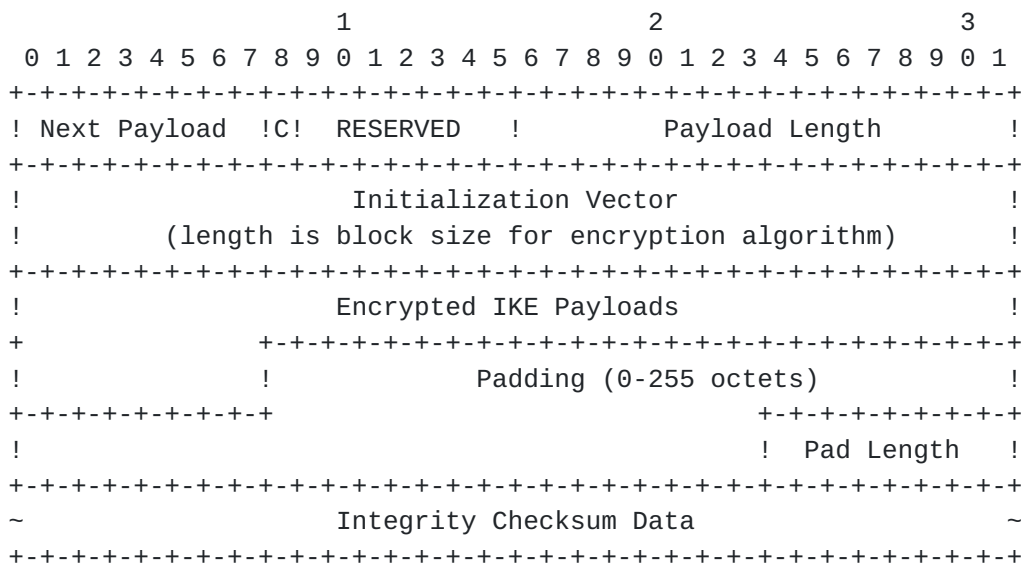 1                   2                   3
 0 1 2 3 4 5 6 7 8 9 0 1 2 3 4 5 6 7 8 9 0 1 2 3 4 5 6 7 8 9 0 1
+-+-+-+-+-+-+-+-+-+-+-+-+-+-+-+-+-+-+-+-+-+-+-+-+-+-+-+-+-+-+-+-+
! Next Payload  !C!  RESERVED   !         Payload Length        !
+-+-+-+-+-+-+-+-+-+-+-+-+-+-+-+-+-+-+-+-+-+-+-+-+-+-+-+-+-+-+-+-+
!                     Initialization Vector                     !
!         (length is block size for encryption algorithm)       !
+-+-+-+-+-+-+-+-+-+-+-+-+-+-+-+-+-+-+-+-+-+-+-+-+-+-+-+-+-+-+-+-+
!                    Encrypted IKE Payloads                     !
+               +-+-+-+-+-+-+-+-+-+-+-+-+-+-+-+-+-+-+-+-+-+-+-+-+
!               !             Padding (0-255 octets)            !
+-+-+-+-+-+-+-+-+                               +-+-+-+-+-+-+-+-+
!                                               !  Pad Length   !
+-+-+-+-+-+-+-+-+-+-+-+-+-+-+-+-+-+-+-+-+-+-+-+-+-+-+-+-+-+-+-+-+
~                    Integrity Checksum Data                    ~
+-+-+-+-+-+-+-+-+-+-+-+-+-+-+-+-+-+-+-+-+-+-+-+-+-+-+-+-+-+-+-+-+